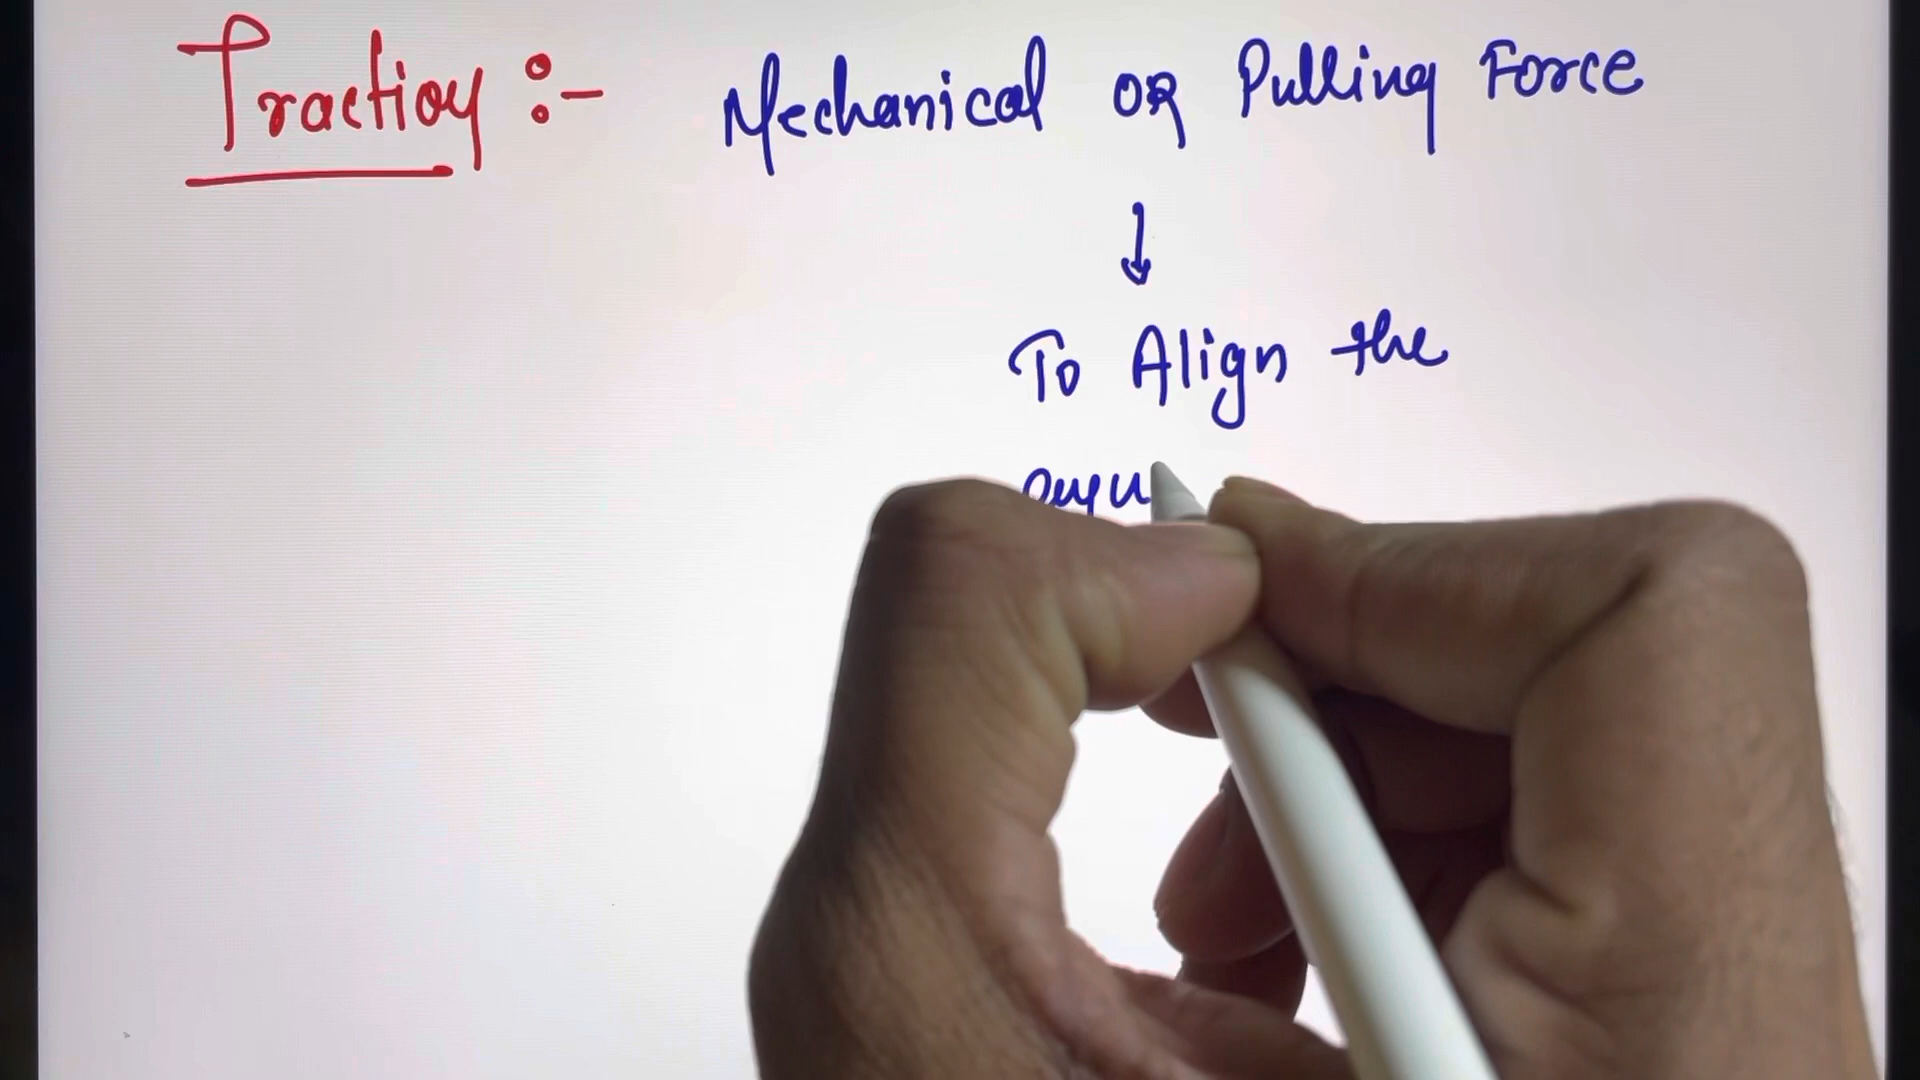 Traction :- Mechanical OR Pulling Force
↓
To Align the